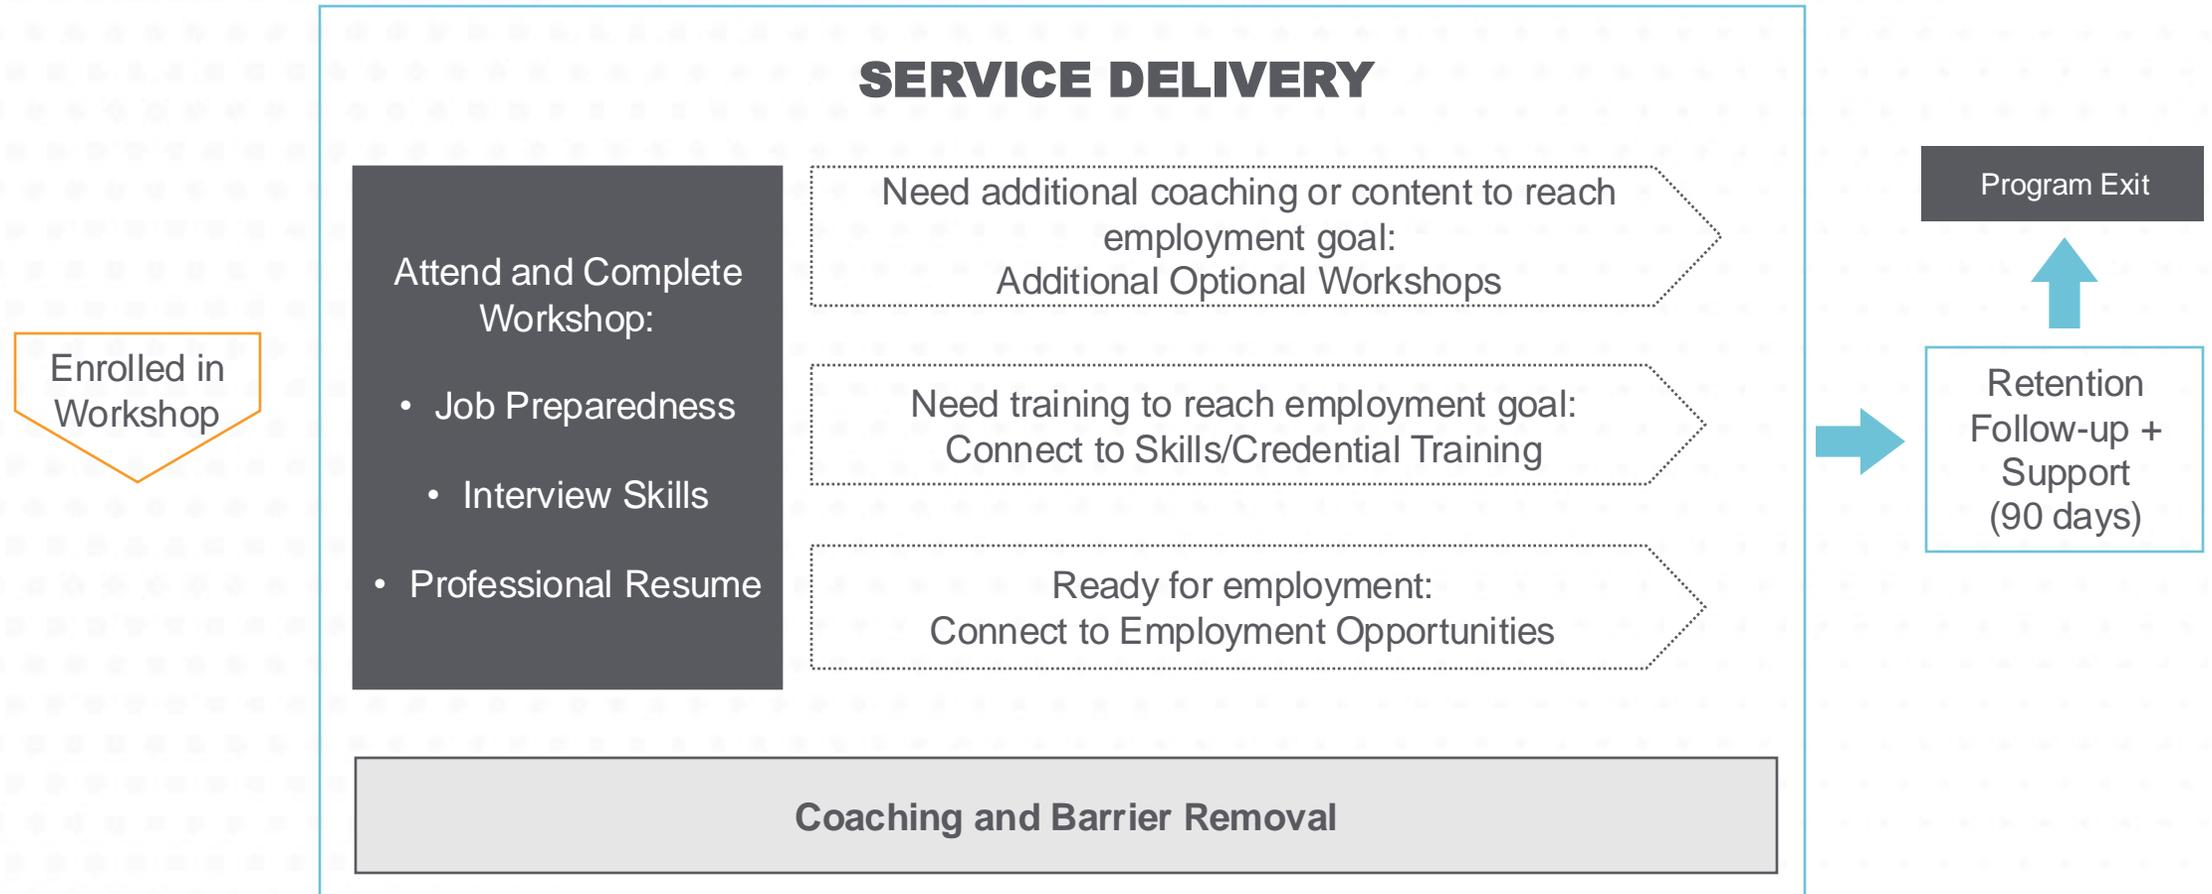 SERVICE DELIVERY
Enrolled in
Workshop
Attend and Complete
Workshop:
• Job Preparedness
• Interview Skills
• Professional Resume
Need additional coaching or content to reach
employment goal:
Additional Optional Workshops
Need training to reach employment goal:
Connect to Skills/Credential Training
Ready for employment:
Connect to Employment Opportunities
Coaching and Barrier Removal
Retention
Follow-up +
Support
(90 days)
Program Exit